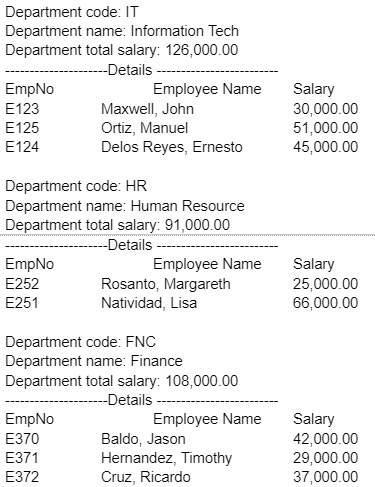 Department code: IT
Department name: Information Tech
Department total salary: 126,000.00
---------------------Details -------------------------
EmpNo Employee Name Salary
E123 Maxwell, John 30,000.00
E125 Ortiz, Manuel 51,000.00
E124 Delos Reyes, Ernesto 45,000.00
Department code: HR
Department name: Human Resource
Department total salary: 91,000.00
---------------------Details -------------------------
EmpNo Employee Name Salary
E252 Rosanto, Margareth 25,000.00
E251 Natividad, Lisa 66,000.00
Department code: FNC
Department name: Finance
Department total salary: 108,000.00
---------------------Details -------------------------
EmpNo Employee Name Salary
E370 Baldo, Jason 42,000.00
E371 Hernandez, Timothy 29,000.00
E372 Cruz, Ricardo 37,000.00